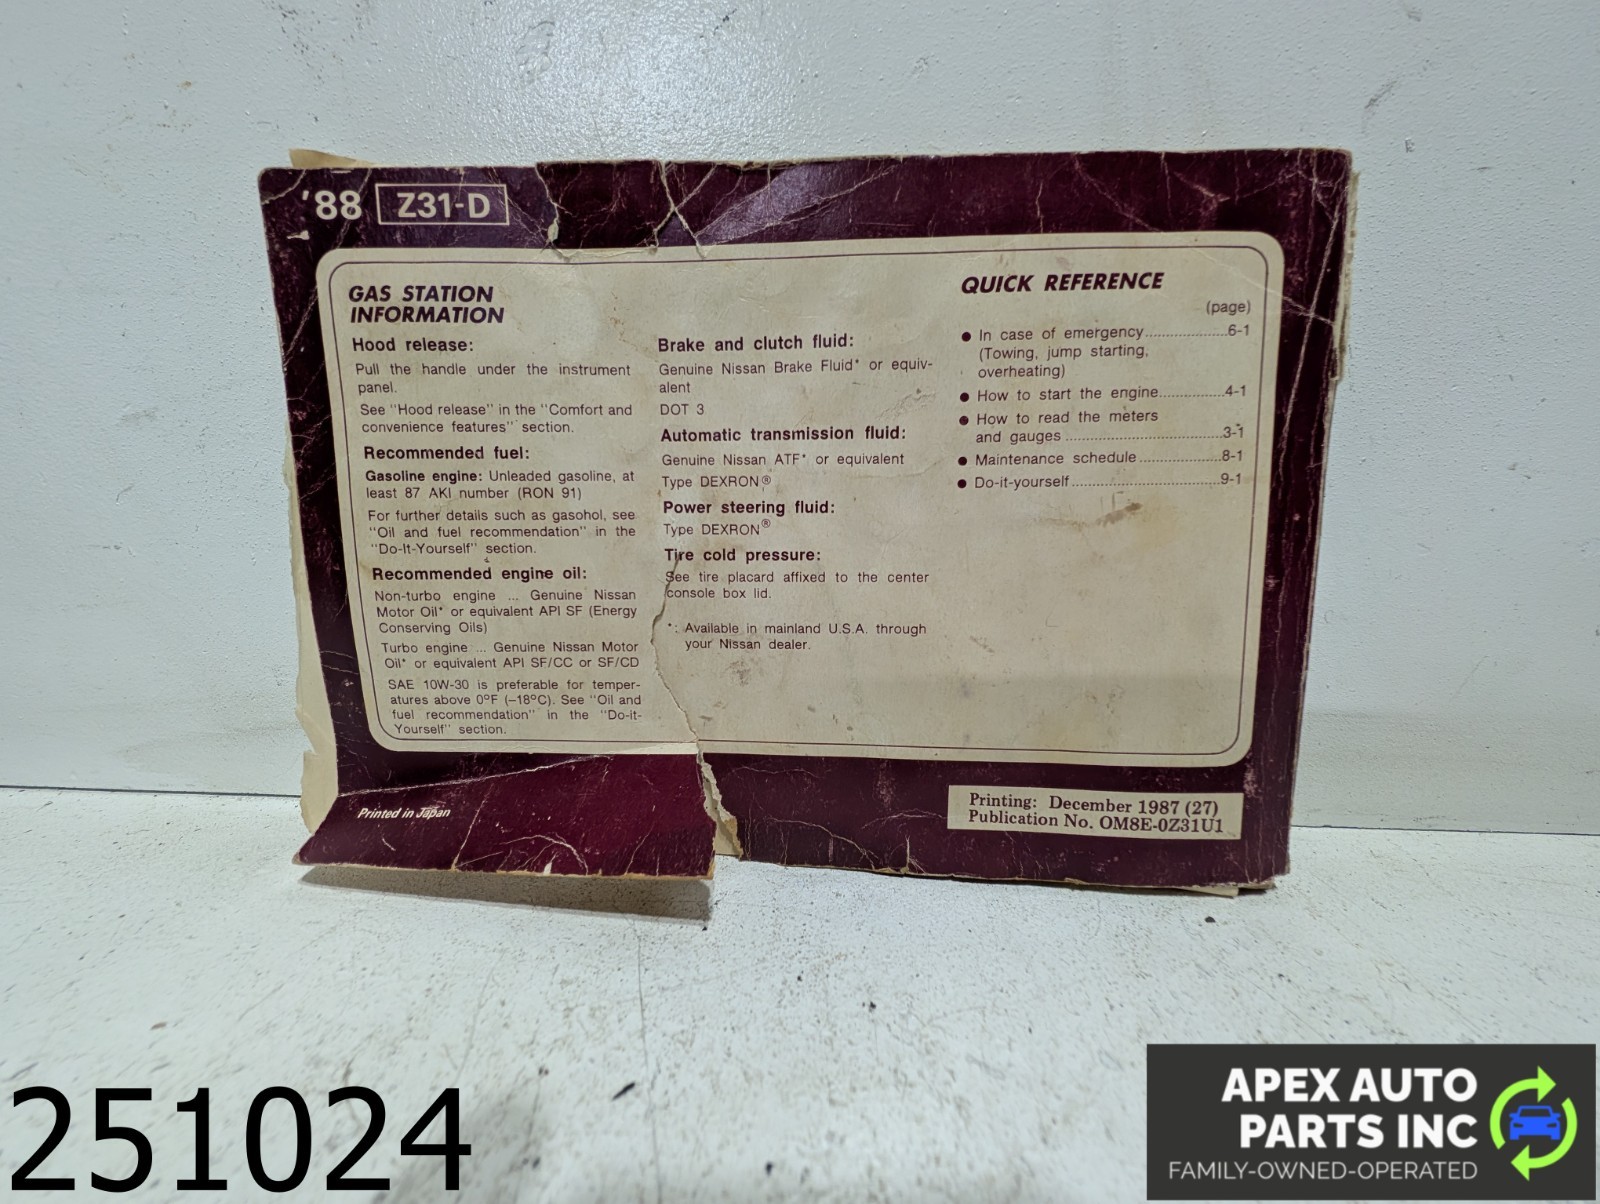 '88 Z31-D
GAS STATION
INFORMATION
Hood release:
Pull the handle under the instrument
panel.
See "Hood release" in the "Comfort and
convenience features" section.
Recommended fuel:
Gasoline engine: Unleaded gasoline, at
least 87 AKI number (RON 91)
For further details such as gasohol, see
"Oil and fuel recommendation" in the
"Do-It-Yourself" section.
Recommended engine oil:
Non-turbo engine ... Genuine Nissan
Motor Oil* or equivalent API SF (Energy
Conserving Oils)
Turbo engine ... Genuine Nissan Motor
Oil* or equivalent API SF/CC or SF/CD
SAE 10W-30 is preferable for temper-
atures above 0°F (–18°C). See "Oil and
fuel recommendation" in the "Do-it-
Yourself" section.
Brake and clutch fluid:
Genuine Nissan Brake Fluid* or equiv-
alent
DOT 3
Automatic transmission fluid:
Genuine Nissan ATF* or equivalent
Type DEXRON®
Power steering fluid:
Type DEXRON®
Tire cold pressure:
See tire placard affixed to the center
console box lid.
*: Available in mainland U.S.A. through
your Nissan dealer.
QUICK REFERENCE
(page)
● In case of emergency...............6-1
(Towing, jump starting,
overheating)
● How to start the engine................4-1
● How to read the meters
and gauges.............................3-1
● Maintenance schedule...............8-1
● Do-it-yourself...........................9-1
Printed in Japan
Printing: December 1987 (27)
Publication No. OM8E-0Z31U1
251024
APEX AUTO
PARTS INC
FAMILY-OWNED-OPERATED